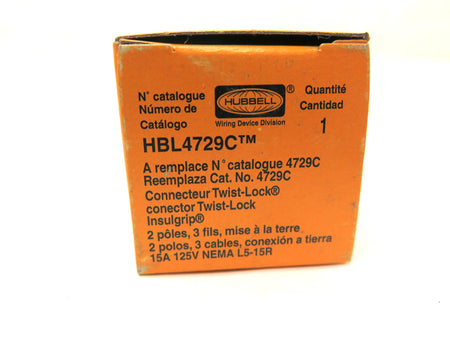 N° catalogue
Número de
Catálogo
HUBBELL®
Wiring Device Division
Quantité
Cantidad
1
HBL4729C™
A remplace N° catalogue 4729C
Reemplaza Cat. No. 4729C
Connecteur Twist-Lock®
conector Twist-Lock
Insulgrip®
2 pôles, 3 fils, mise à la terre
2 polos, 3 cables, conexión a tierra
15A 125V NEMA L5-15R